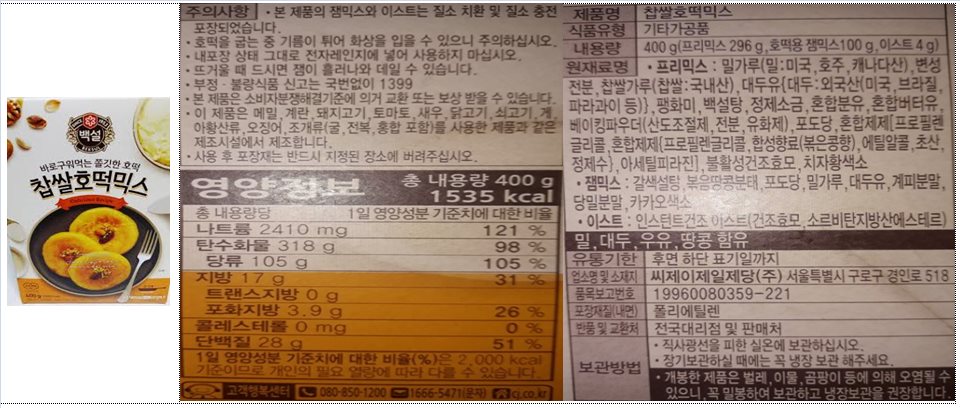 백설
바로구워먹는 쫄깃한 호떡
찹쌀호떡믹스
Delicious Recipe
400g
주의사항 • 본 제품의 잼믹스와 이스트는 질소 치환 및 질소 충전
포장되었습니다.
• 호떡을 굽는 중 기름이 튀어 화상을 입을 수 있으니 주의하십시오.
• 내포장 상태 그대로 전자레인지에 넣어 사용하지 마십시오.
• 뜨거울 때 드시면 잼이 흘러나와 데일 수 있습니다.
• 부정·불량식품 신고는 국번없이 1399
• 본 제품은 소비자분쟁해결기준에 의거 교환 또는 보상 받을 수 있습니다.
• 이 제품은 메밀, 계란, 돼지고기, 토마토, 새우, 닭고기, 쇠고기, 게,
아황산류, 오징어, 조개류(굴, 전복, 홍합 포함)를 사용한 제품과 같은
제조시설에서 제조합니다.
• 사용 후 포장재는 반드시 지정된 장소에 버려주십시오.
영양정보 총 내용량 400 g
1535 kcal
총 내용량당 1일 영양성분 기준치에 대한 비율
나트륨 2410 mg 121 %
탄수화물 318 g 98 %
당류 105 g 105 %
지방 17 g 31 %
트랜스지방 0 g
포화지방 3.9 g 26 %
콜레스테롤 0 mg 0 %
단백질 28 g 51 %
1일 영양성분 기준치에 대한 비율(%)은 2,000 kcal
기준이므로 개인의 필요 열량에 따라 다를 수 있습니다.
고객행복센터 080-850-1200 1666-5471(문자) cj.co.kr
제품명 찹쌀호떡믹스
식품유형 기타가공품
내용량 400 g(프리믹스 296 g, 호떡용 잼믹스100 g, 이스트 4 g)
원재료명 • 프리믹스 : 밀가루(밀:미국, 호주, 캐나다산), 변성
전분, 찹쌀가루(찹쌀:국내산), 대두유{대두:외국산(미국, 브라질,
파라과이 등)}, 팽화미, 백설탕, 정제소금, 혼합분유, 혼합버터유,
베이킹파우더(산도조절제, 전분, 유화제), 포도당, 혼합제제[프로필렌
글리콜, 혼합제제{프로필렌글리콜, 합성향료(볶은콩향), 에틸알콜, 초산,
정제수}, 아세틸피라진], 불활성건조효모, 치자황색소
• 잼믹스 : 갈색설탕, 볶음땅콩분태, 포도당, 밀가루, 대두유, 계피분말,
당밀분말, 카카오색소
• 이스트 : 인스턴트건조 이스트(건조효모, 소르비탄지방산에스테르)
밀, 대두, 우유, 땅콩 함유
유통기한 후면 하단 표기일까지
업소명 및 소재지 씨제이제일제당(주) 서울특별시 구로구 경인로 518
품목보고번호 19960080359-221
포장재질(내면) 폴리에틸렌
반품 및 교환처 전국대리점 및 판매처
보관방법 • 직사광선을 피한 실온에 보관하십시오.
• 장기보관하실 때에는 꼭 냉장 보관 해주세요.
• 개봉한 제품은 벌레, 이물, 곰팡이 등에 의해 오염될 수
있으니, 꼭 밀봉하여 보관하고 냉장보관을 권장합니다.